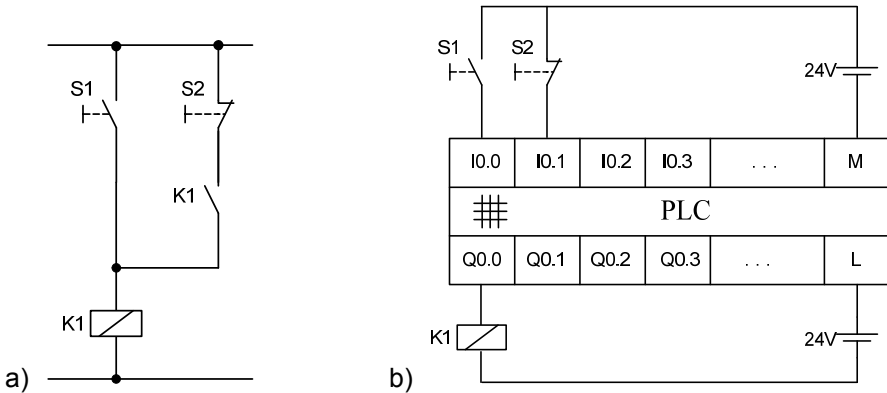 S1
S2
K1
K1
a)
S1
S2
24V
I0.0 I0.1 I0.2 I0.3 . . . M
PLC
Q0.0 Q0.1 Q0.2 Q0.3 . . . L
K1
24V
b)